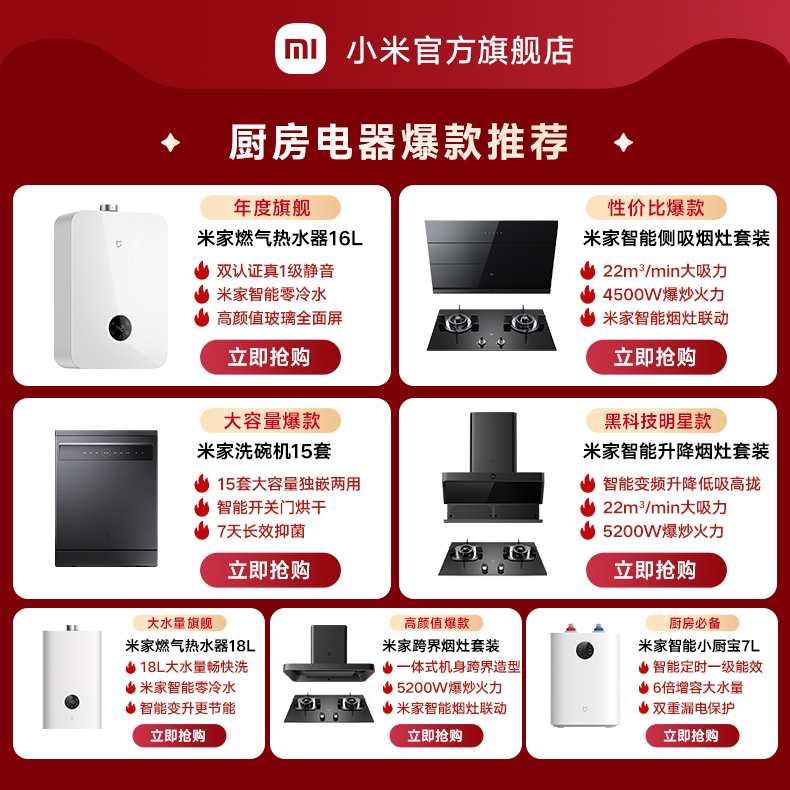 小米官方旗舰店
厨房电器爆款推荐
年度旗舰
米家燃气热水器16L
双认证真1级静音
米家智能零冷水
高颜值玻璃全面屏
立即抢购
性价比爆款
米家智能侧吸烟灶套装
22m³/min大吸力
4500W爆炒火力
米家智能烟灶联动
立即抢购
大容量爆款
米家洗碗机15套
15套大容量独嵌两用
智能开关门烘干
7天长效抑菌
立即抢购
黑科技明星款
米家智能升降烟灶套装
智能变频升降低吸高拢
22m³/min大吸力
5200W爆炒火力
立即抢购
大水量旗舰
米家燃气热水器18L
18L大水量畅快洗
米家智能零冷水
智能变升更节能
立即抢购
高颜值爆款
米家跨界烟灶套装
一体式机身跨界造型
5200W爆炒火力
米家智能烟灶联动
立即抢购
厨房必备
米家智能小厨宝7L
智能定时一级能效
6倍增容大水量
双重漏电保护
立即抢购